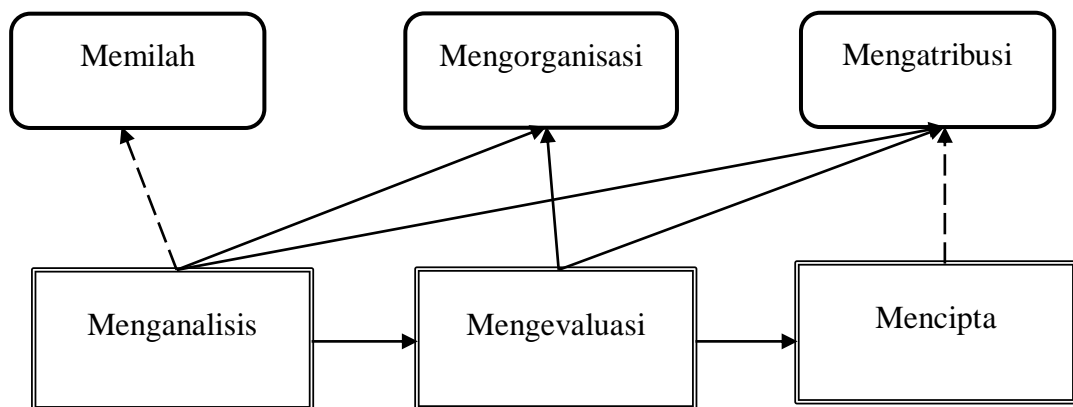 Memilah
Mengorganisasi
Mengatribusi
Menganalisis
Mengevaluasi
Mencipta